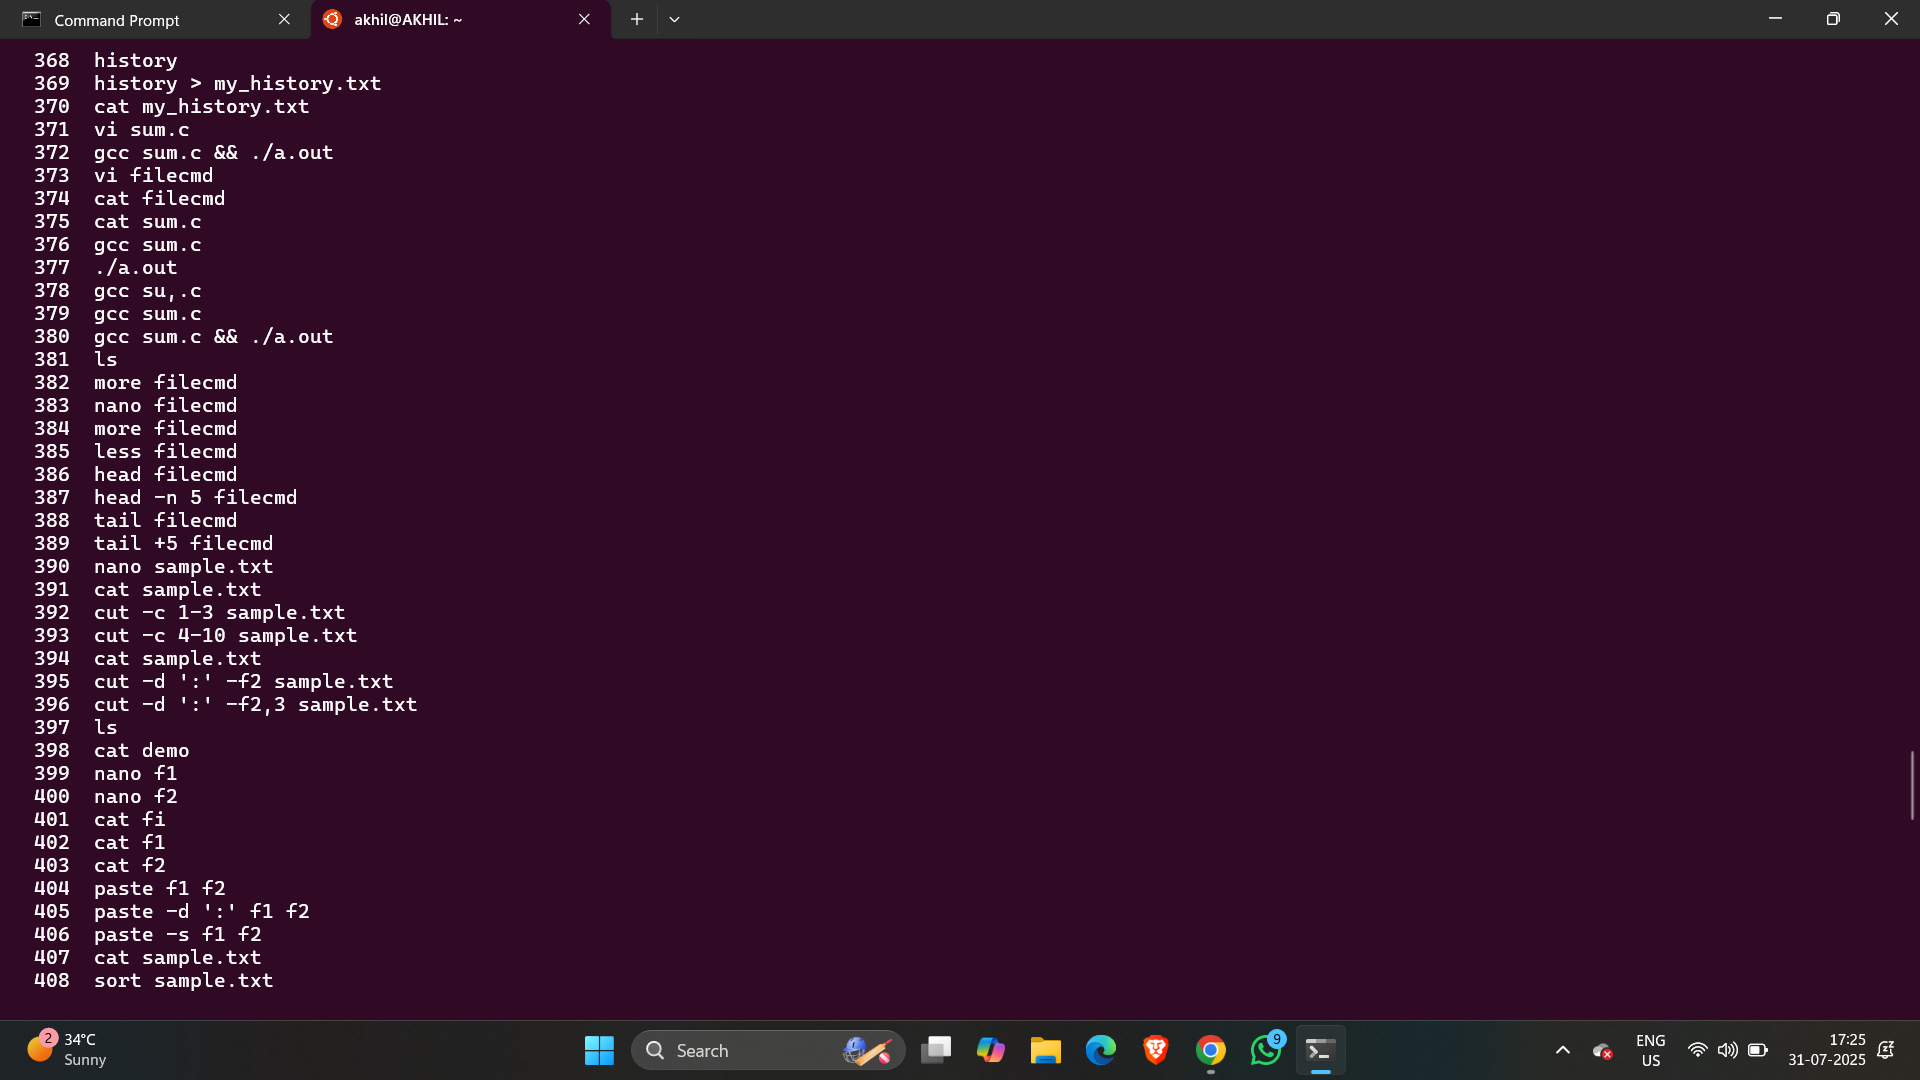 Command Prompt
akhil@AKHIL: ~
368 history
369 history > my_history.txt
370 cat my_history.txt
371 vi sum.c
372 gcc sum.c && ./a.out
373 vi filecmd
374 cat filecmd
375 cat sum.c
376 gcc sum.c
377 ./a.out
378 gcc su,.c
379 gcc sum.c
380 gcc sum.c && ./a.out
381 ls
382 more filecmd
383 nano filecmd
384 more filecmd
385 less filecmd
386 head filecmd
387 head -n 5 filecmd
388 tail filecmd
389 tail +5 filecmd
390 nano sample.txt
391 cat sample.txt
392 cut -c 1-3 sample.txt
393 cut -c 4-10 sample.txt
394 cat sample.txt
395 cut -d ':' -f2 sample.txt
396 cut -d ':' -f2,3 sample.txt
397 ls
398 cat demo
399 nano f1
400 nano f2
401 cat fi
402 cat f1
403 cat f2
404 paste f1 f2
405 paste -d ':' f1 f2
406 paste -s f1 f2
407 cat sample.txt
408 sort sample.txt
2
34°C
Sunny
Search
9
ENG
US
17:25
31-07-2025